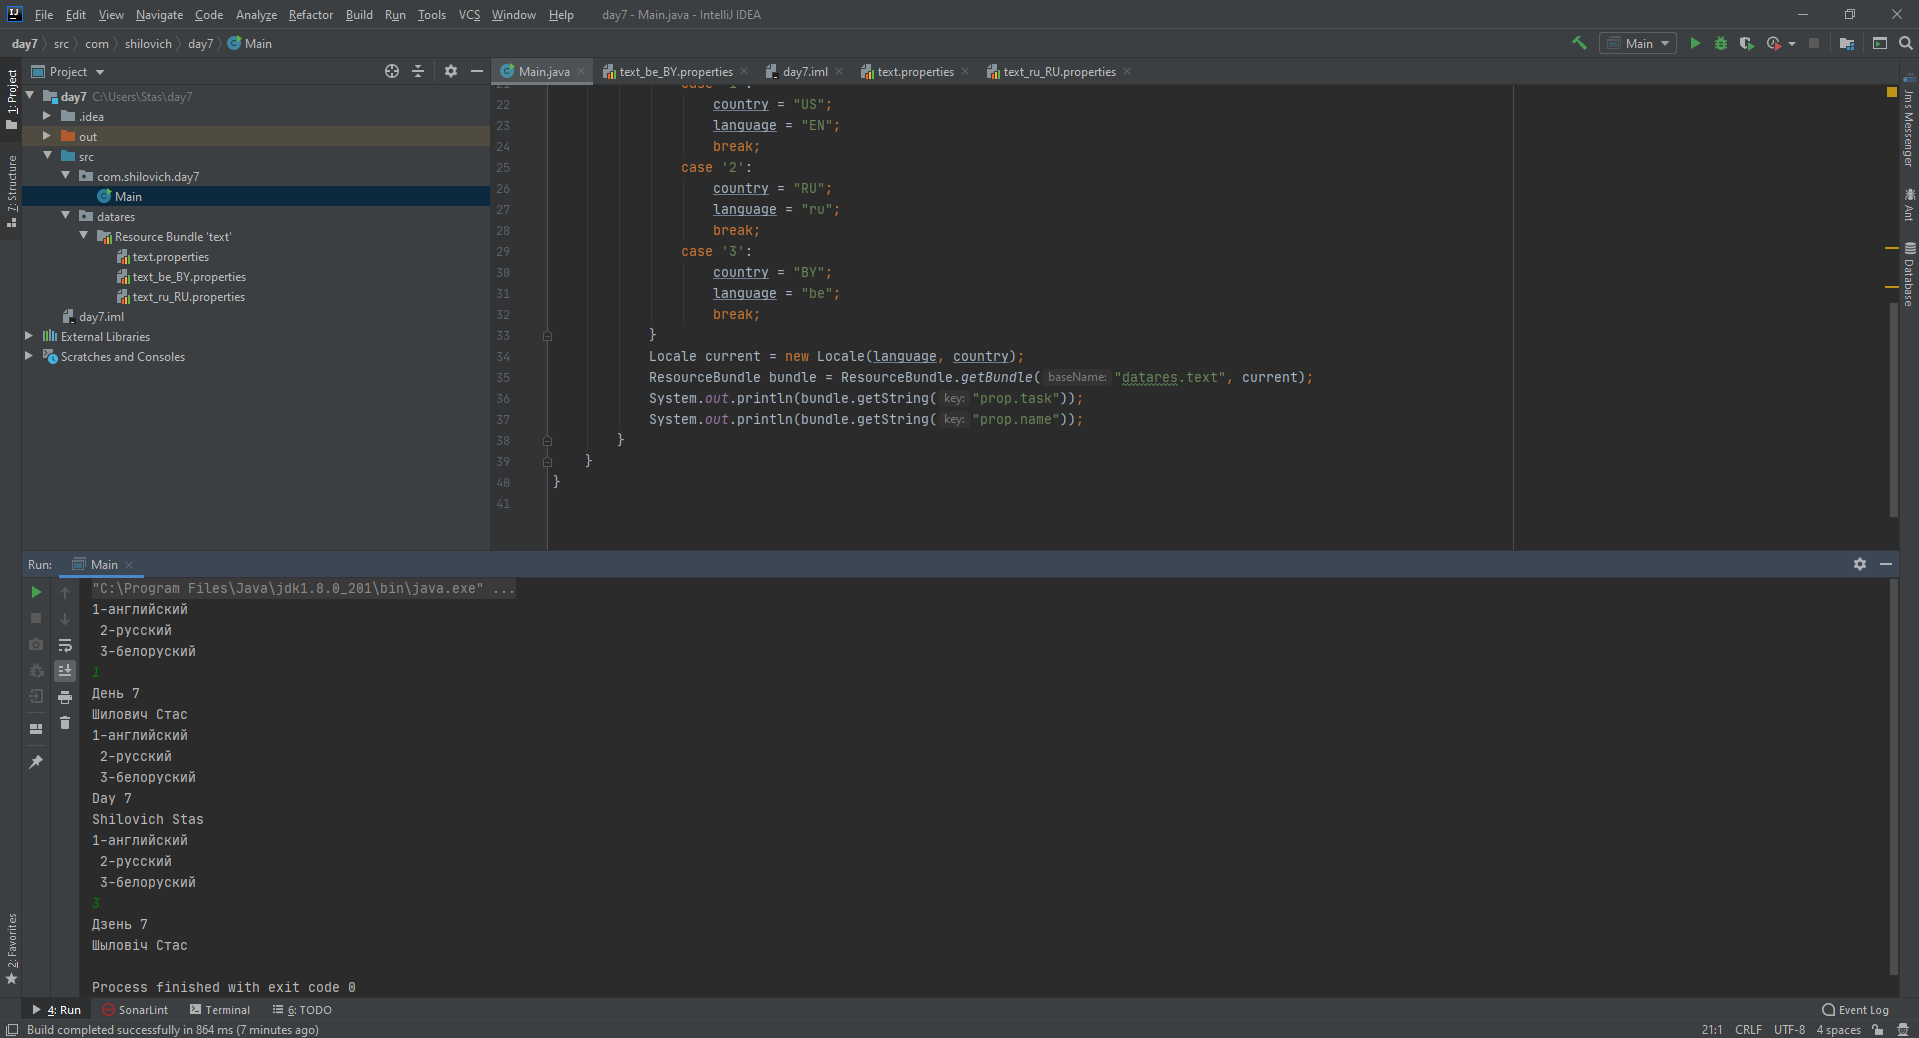 File Edit View Navigate Code Analyze Refactor Build Run Tools VCS Window Help day7 - Main.java - IntelliJ IDEA
day7 src com shilovich day7 Main
Main
Project
Main.java text_be_BY.properties day7.iml text.properties text_ru_RU.properties
1: Project
7: Structure
2: Favorites
day7 C:\Users\Stas\day7
.idea
out
src
com.shilovich.day7
Main
datares
Resource Bundle 'text'
text.properties
text_be_BY.properties
text_ru_RU.properties
day7.iml
External Libraries
Scratches and Consoles
21 case '1':
22 country = "US";
23 language = "EN";
24 break;
25 case '2':
26 country = "RU";
27 language = "ru";
28 break;
29 case '3':
30 country = "BY";
31 language = "be";
32 break;
33 }
34 Locale current = new Locale(language, country);
35 ResourceBundle bundle = ResourceBundle.getBundle( baseName: "datares.text", current);
36 System.out.println(bundle.getString( key: "prop.task"));
37 System.out.println(bundle.getString( key: "prop.name"));
38 }
39 }
40 }
41
Jms Messenger
Ant
Database
Run: Main
"C:\Program Files\Java\jdk1.8.0_201\bin\java.exe" ...
1-английский
2-русский
3-белоруский
1
День 7
Шилович Стас
1-английский
2-русский
3-белоруский
Day 7
Shilovich Stas
1-английский
2-русский
3-белоруский
3
Дзень 7
Шыловіч Стас
Process finished with exit code 0
4: Run SonarLint Terminal 6: TODO Event Log
Build completed successfully in 864 ms (7 minutes ago) 21:1 CRLF UTF-8 4 spaces